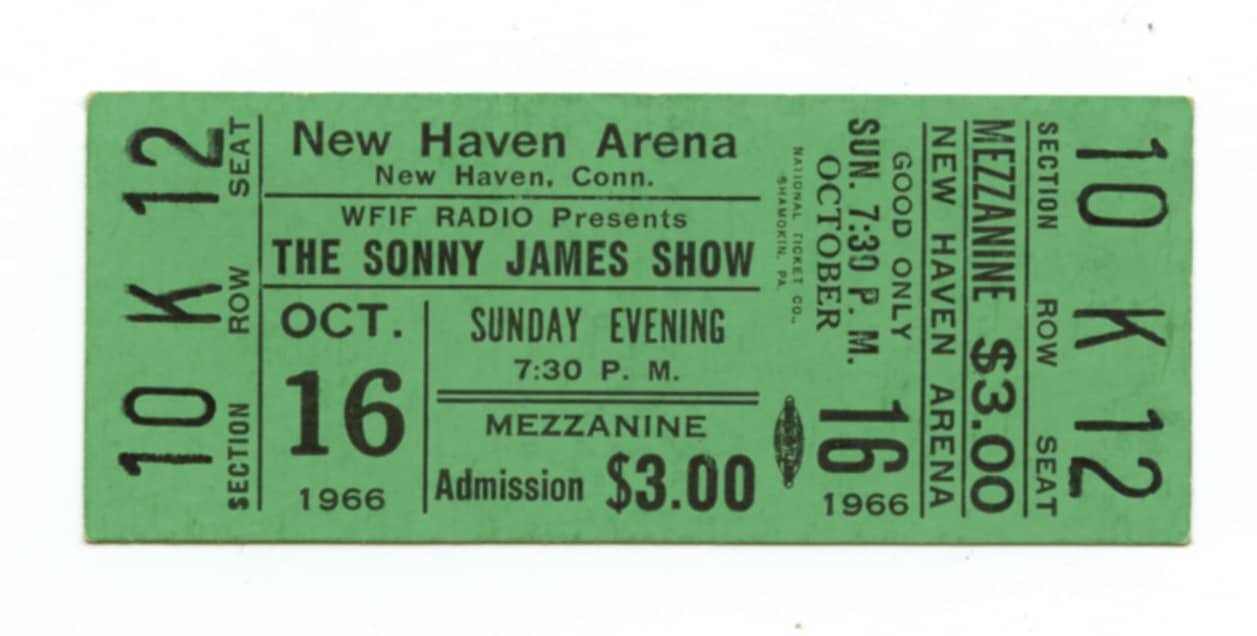 10 K 12
SECTION ROW SEAT
New Haven Arena
New Haven, Conn.
WFIF RADIO Presents
THE SONNY JAMES SHOW
OCT.
16
1966
SUNDAY EVENING
7:30 P. M.
MEZZANINE
Admission $3.00
NATIONAL TICKET CO.,
SHAMOKIN, PA.
GOOD ONLY
SUN. 7:30 P. M.
OCTOBER
16
1966
NEW HAVEN ARENA
MEZZANINE $3.00
SECTION ROW SEAT
10 K 12